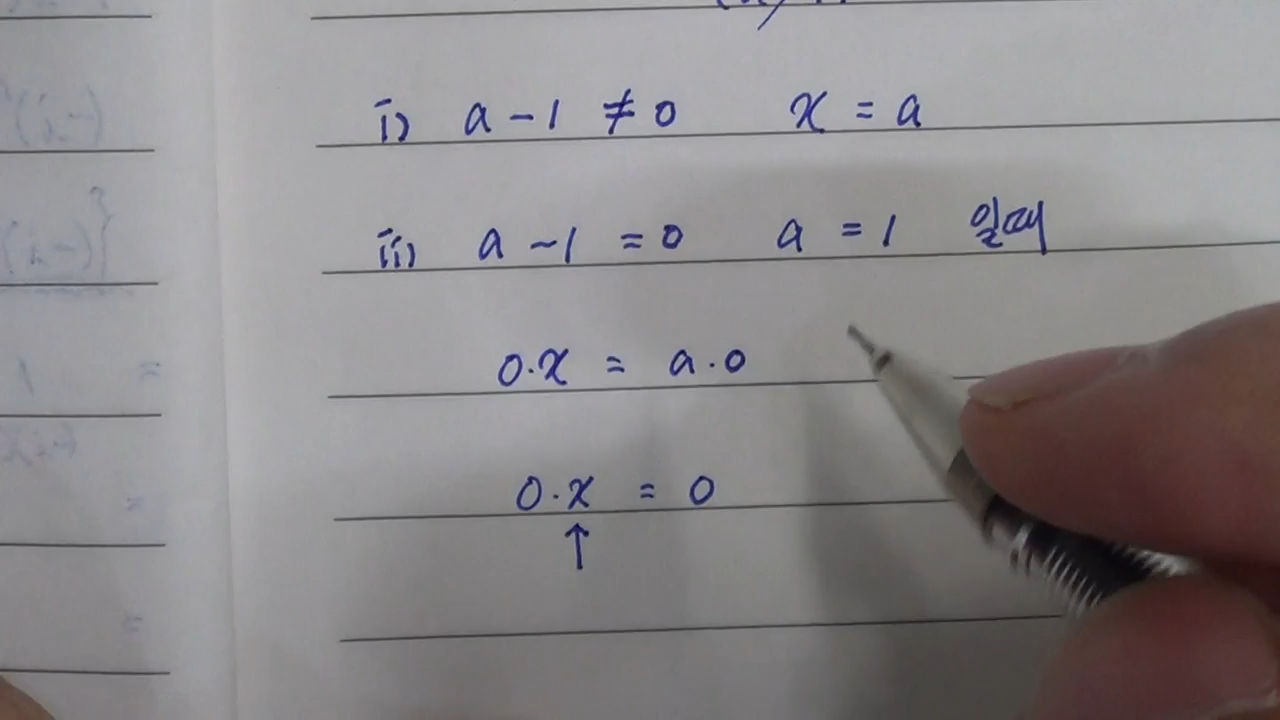 i) a - 1 ≠ 0 x = a
ii) a - 1 = 0 a = 1 일때
0·x = a·0
0·x = 0
↑